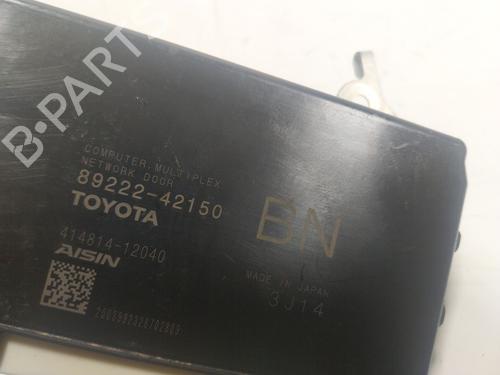 B-PARTS
COMPUTER, MULTIPLEX
NETWORK DOOR
89222-42150
TOYOTA
BN
414814-12040
AISIN
MADE IN JAPAN
3J14